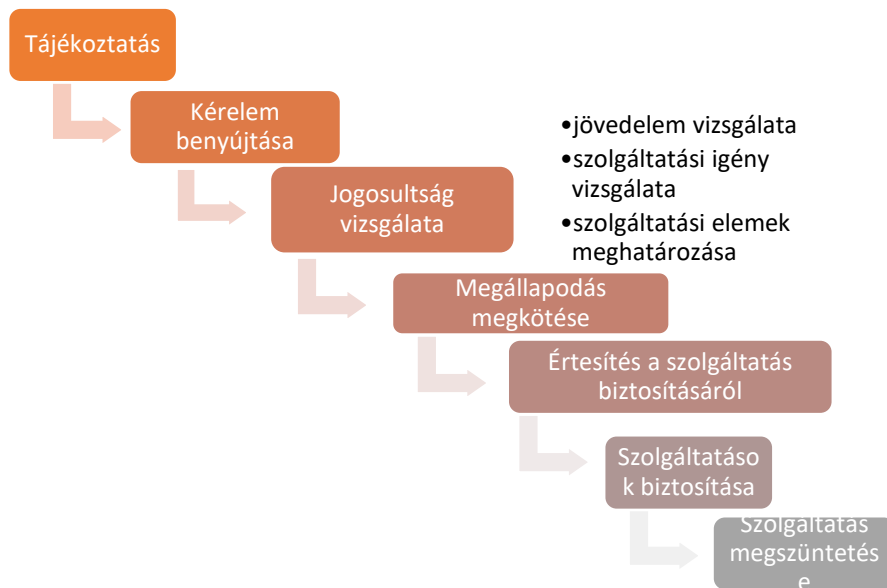 Tájékoztatás
Kérelem
benyújtása
Jogosultság
vizsgálata
•jövedelem vizsgálata
•szolgáltatási igény
vizsgálata
•szolgáltatási elemek
meghatározása
Megállapodás
megkötése
Értesítés a szolgáltatás
biztosításáról
Szolgáltatáso
k biztosítása
Szolgáltatás
megszüntetés
e